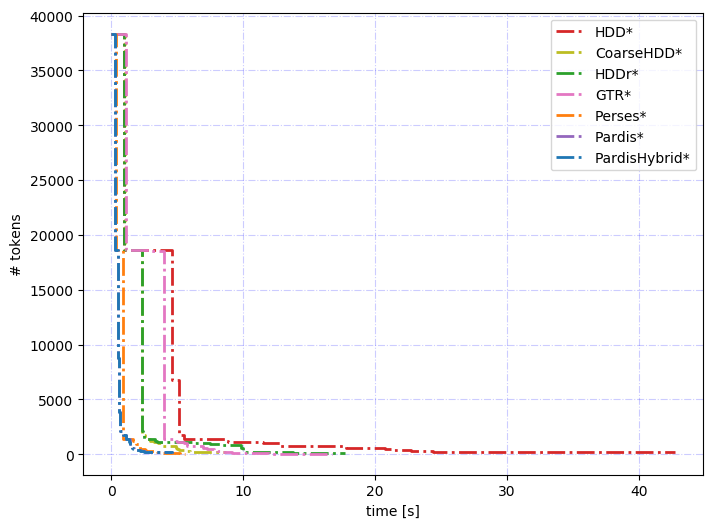 40000
35000
30000
25000
20000
15000
10000
5000
0
# tokens
HDD*
CoarseHDD*
HDDr*
GTR*
Perses*
Pardis*
PardisHybrid*
0 10 20 30 40
time [s]